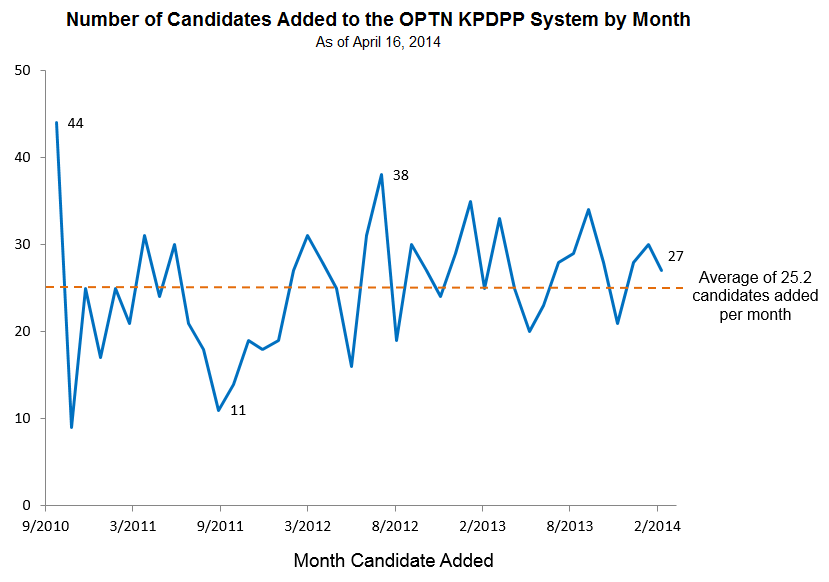 Number of Candidates Added to the OPTN KPDPP System by Month
As of April 16, 2014
50
44
40
38
30
27
Average of 25.2
candidates added
per month
20
11
10
0
9/2010 3/2011 9/2011 3/2012 8/2012 2/2013 8/2013 2/2014
Month Candidate Added